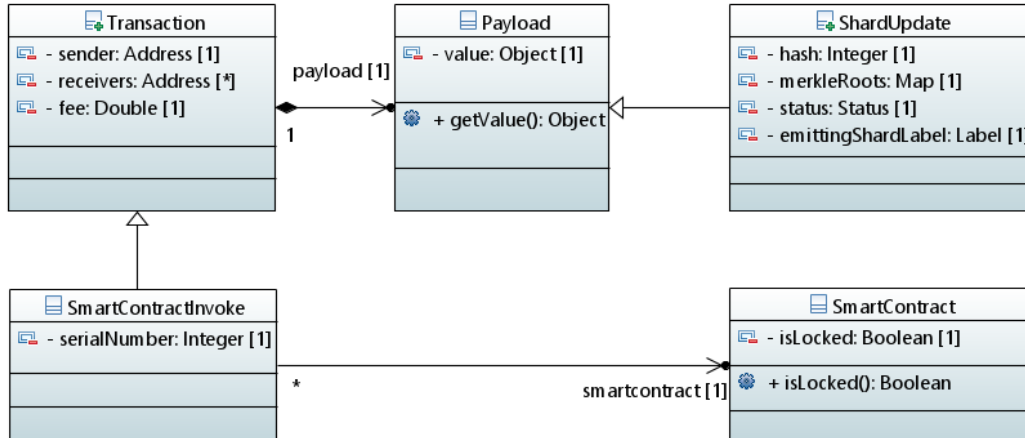 Transaction
- sender: Address [1]
- receivers: Address [*]
- fee: Double [1]
payload [1]
1
Payload
- value: Object [1]
+ getValue(): Object
ShardUpdate
- hash: Integer [1]
- merkleRoots: Map [1]
- status: Status [1]
- emittingShardLabel: Label [1]
SmartContractInvoke
- serialNumber: Integer [1]
*
smartcontract [1]
SmartContract
- isLocked: Boolean [1]
+ isLocked(): Boolean